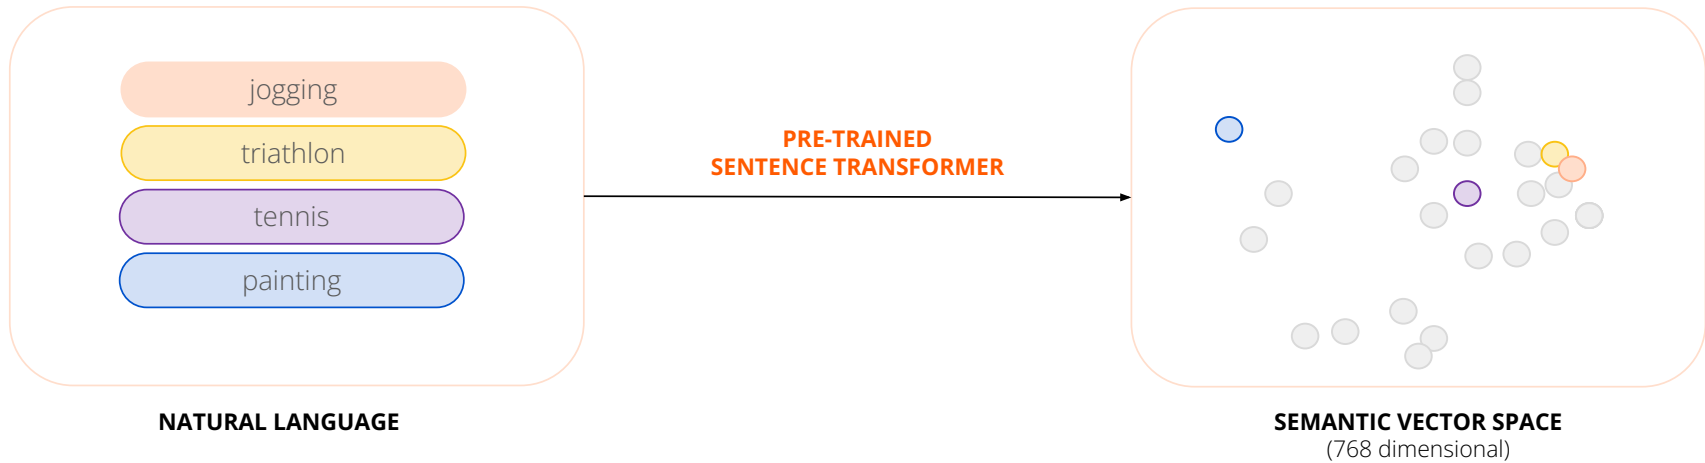 jogging
triathlon
tennis
painting
PRE-TRAINED
SENTENCE TRANSFORMER
NATURAL LANGUAGE
SEMANTIC VECTOR SPACE
(768 dimensional)